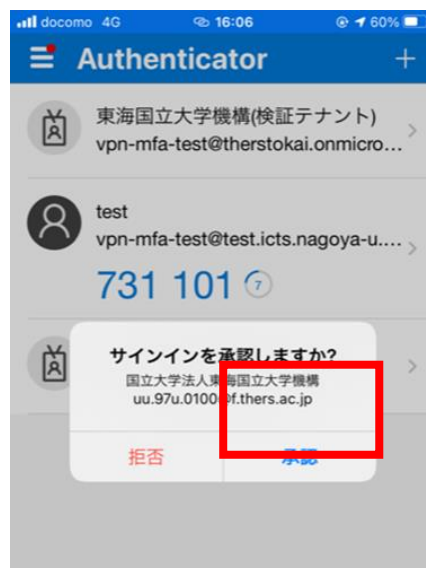 docomo 4G 16:06 60%
Authenticator +
東海国立大学機構(検証テナント)
vpn-mfa-test@therstokai.onmicro...
test
vpn-mfa-test@test.icts.nagoya-u....
731 101 7
サインインを承認しますか?
国立大学法人東海国立大学機構
uu.97u.0100@f.thers.ac.jp
拒否 承認